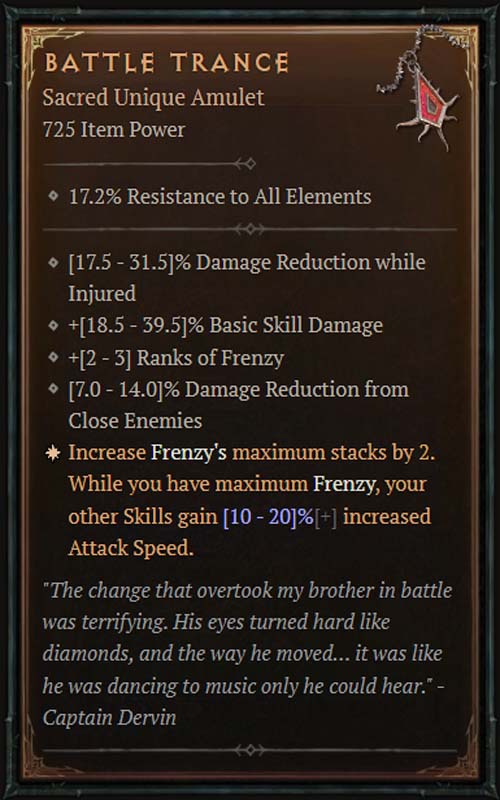 BATTLE TRANCE
Sacred Unique Amulet
725 Item Power
17.2% Resistance to All Elements
[17.5 - 31.5]% Damage Reduction while
Injured
+[18.5 - 39.5]% Basic Skill Damage
+[2 - 3] Ranks of Frenzy
[7.0 - 14.0]% Damage Reduction from
Close Enemies
Increase Frenzy's maximum stacks by 2.
While you have maximum Frenzy, your
other Skills gain [10 - 20]%[+] increased
Attack Speed.
"The change that overtook my brother in battle
was terrifying. His eyes turned hard like
diamonds, and the way he moved... it was like
he was dancing to music only he could hear." -
Captain Dervin